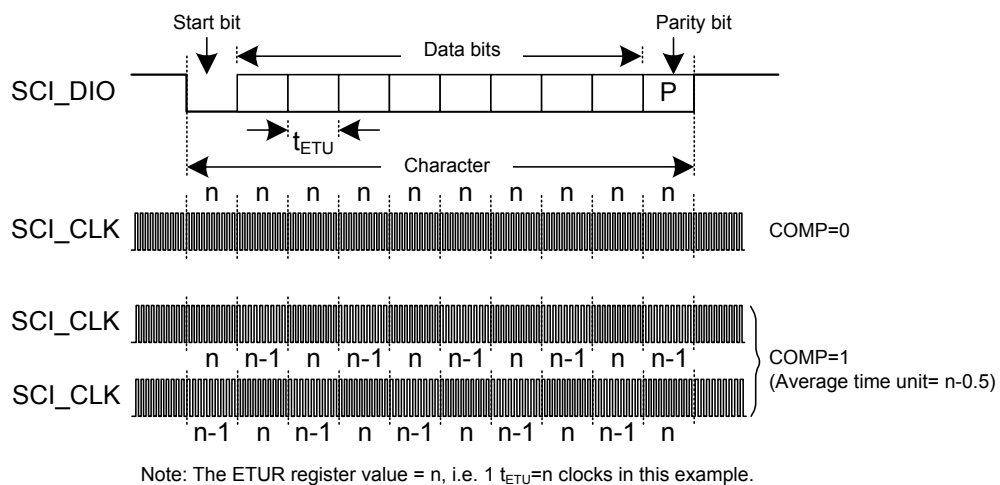 Start bit
Data bits
Parity bit
SCI_DIO
P
tETU
Character
n n n n n n n n n n
SCI_CLK
COMP=0
SCI_CLK
n n-1 n n-1 n n-1 n n-1 n n-1
COMP=1
(Average time unit= n-0.5)
SCI_CLK
n-1 n n-1 n n-1 n n-1 n n-1 n
Note: The ETUR register value = n, i.e. 1 tETU=n clocks in this example.